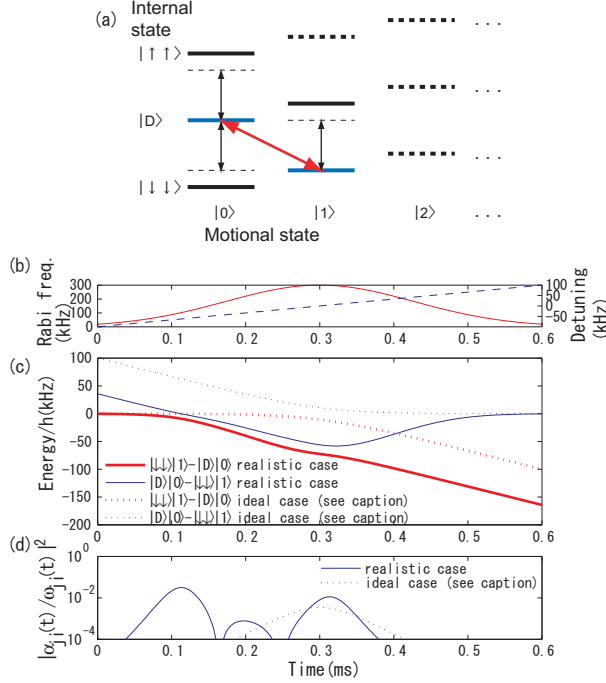 (a)
Internal
state
|↑↑⟩
|D⟩
|↓↓⟩
. . .
. . .
. . .
|0⟩ |1⟩ |2⟩ . . .
Motional state
(b)
Rabi freq.
(kHz)
300
200
100
0
100
50
0
-50
Detuning
(kHz)
0 0.1 0.2 0.3 0.4 0.5 0.6
(c)
Energy/h(kHz)
100
50
0
-50
-100
-150
-200
|↓↓⟩|1⟩−|D⟩|0⟩ realistic case
|D⟩|0⟩−|↓↓⟩|1⟩ realistic case
|↓↓⟩|1⟩−|D⟩|0⟩ ideal case (see caption)
|D⟩|0⟩−|↓↓⟩|1⟩ ideal case (see caption)
0 0.1 0.2 0.3 0.4 0.5 0.6
(d)
|α_ji(t)/ω_ji(t)|²
10⁰
10⁻²
10⁻⁴
realistic case
ideal case (see caption)
0 0.1 0.2 0.3 0.4 0.5 0.6
Time(ms)